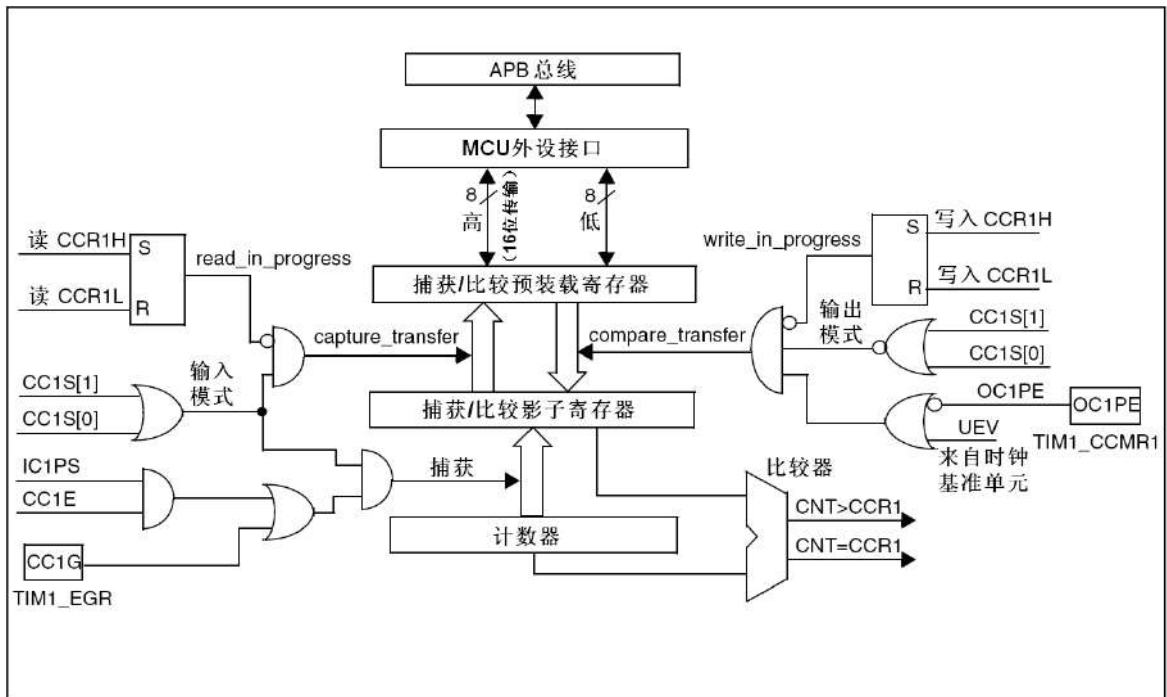 APB 总线
MCU外设接口
8
高
(16位传输)
8
低
读 CCR1H
S
read_in_progress
读 CCR1L
R
write_in_progress
S
写入 CCR1H
R
写入 CCR1L
捕获/比较预装载寄存器
capture_transfer
compare_transfer
输出
模式
CC1S[1]
CC1S[0]
输入
模式
CC1S[1]
CC1S[0]
捕获/比较影子寄存器
OC1PE
OC1PE
UEV
TIM1_CCMR1
来自时钟
基准单元
IC1PS
CC1E
捕获
比较器
CNT>CCR1
计数器
CNT=CCR1
CC1G
TIM1_EGR